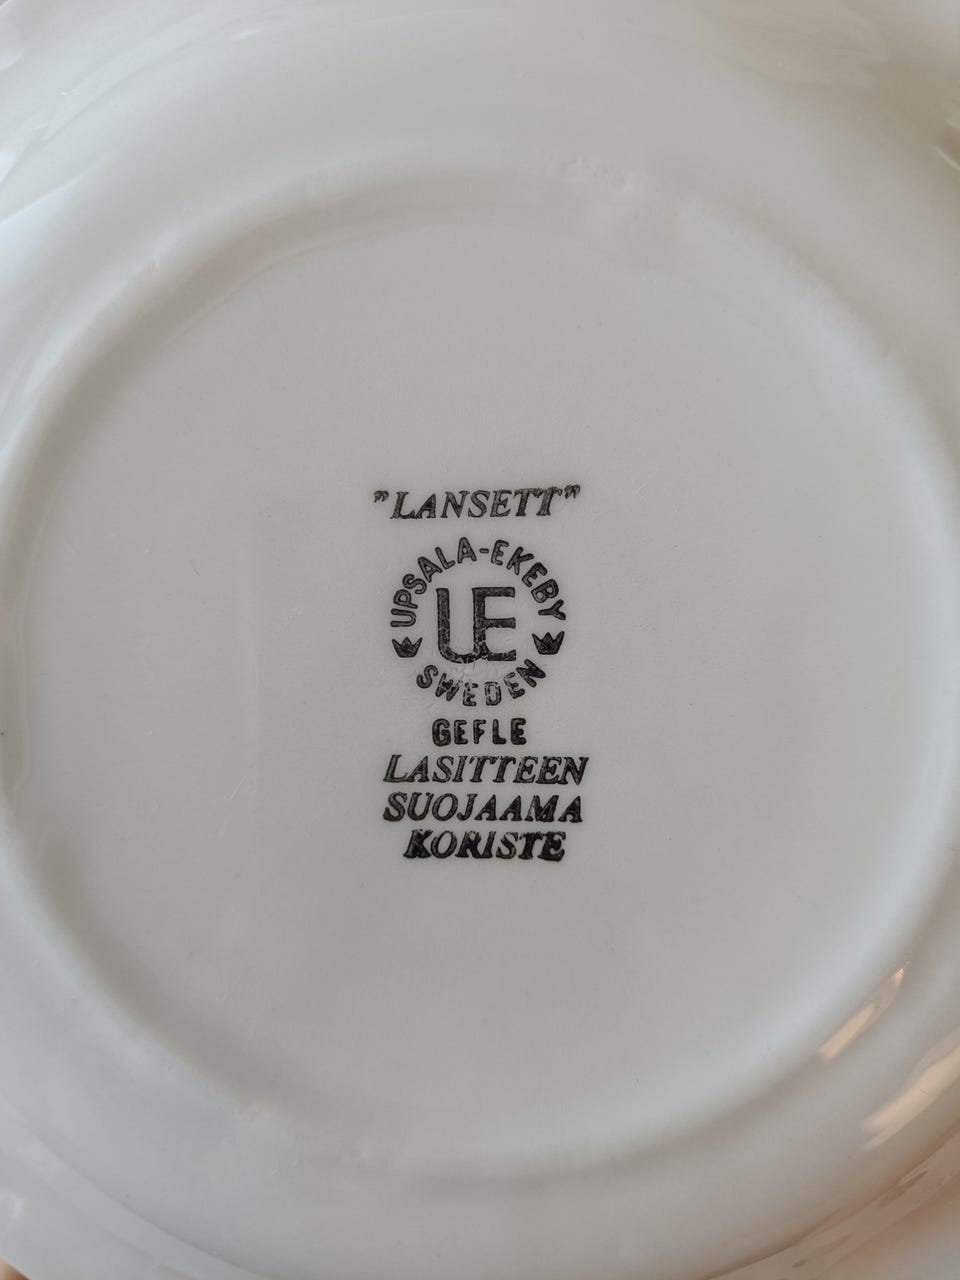 "LANSETT"
UPSALA-EKEBY
UE
SWEDEN
GEFLE
LASITTEEN
SUOJAAMA
KORISTE